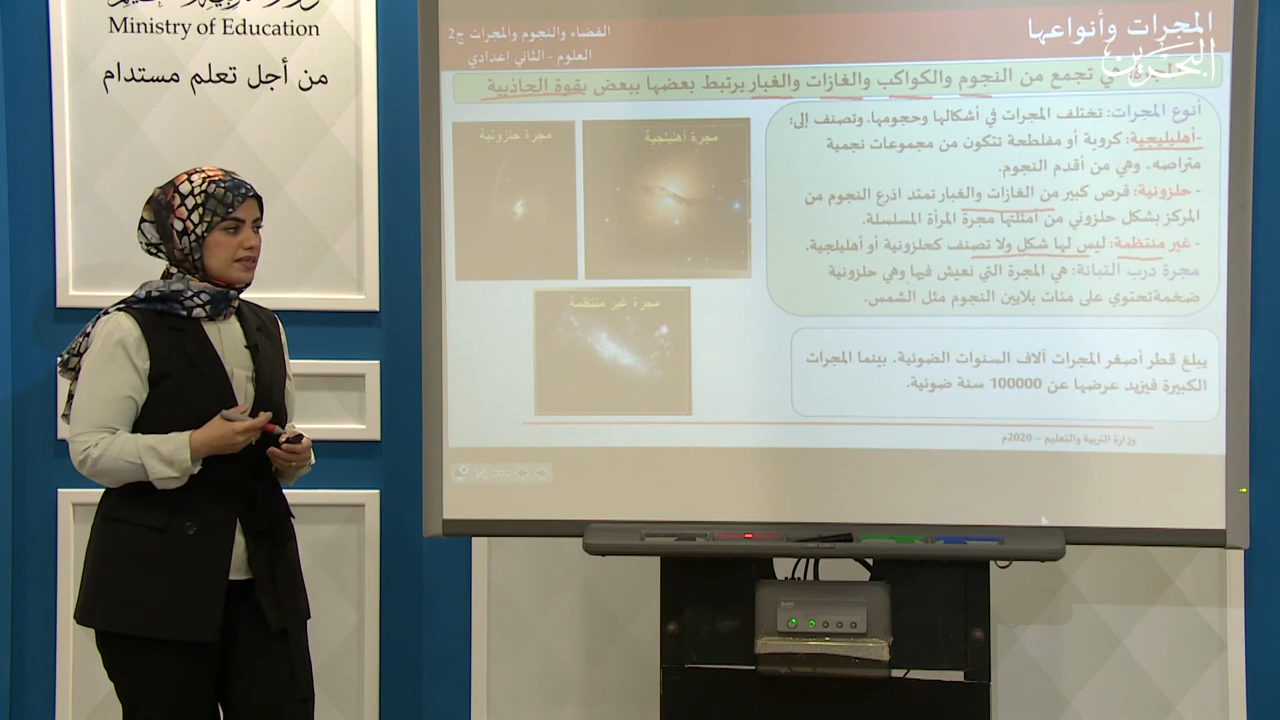 Ministry of Education
من أجل تعلم مستدام
المجرات وأنواعها
الفضاء والنجوم والمجرات ج2
العلوم - الثاني اعدادي
البحرين
هي تجمع من النجوم والكواكب والغازات والغبار يرتبط بعضها ببعض بقوة الجاذبية
أنوع المجرات: تختلف المجرات في أشكالها وحجومها. وتصنف إلى:
-أهليليجية: كروية أو مفلطحة تتكون من مجموعات نجمية
متراصه. وهي من أقدم النجوم.
- حلزونية: قرص كبير من الغازات والغبار تمتد اذرع النجوم من
المركز بشكل حلزوني من امثلتها مجرة المرأة المسلسلة.
- غير منتظمة: ليس لها شكل ولا تصنف كحلزونية أو أهليلجية.
مجرة درب التبانة: هي المجرة التي نعيش فيها وهي حلزونية
ضخمةتحتوي على مئات بلايين النجوم مثل الشمس.
مجرة أهليلجية
مجرة حلزونية
مجرة غير منتظمة
يبلغ قطر أصغر المجرات آلاف السنوات الضوئية. بينما المجرات
الكبيرة فيزيد عرضها عن 100000 سنة ضوئية.
وزارة التربية والتعليم – 2020م